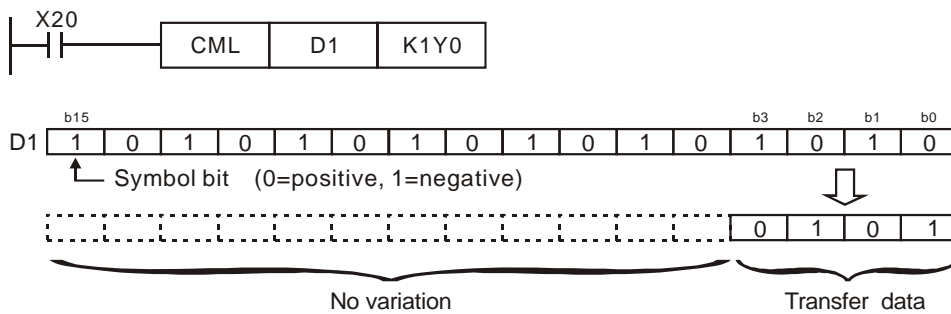 X20
CML D1 K1Y0
b15 b3 b2 b1 b0
D1 1 0 1 0 1 0 1 0 1 0 1 0 1 0 1 0
Symbol bit (0=positive, 1=negative)
0 1 0 1
No variation Transfer data